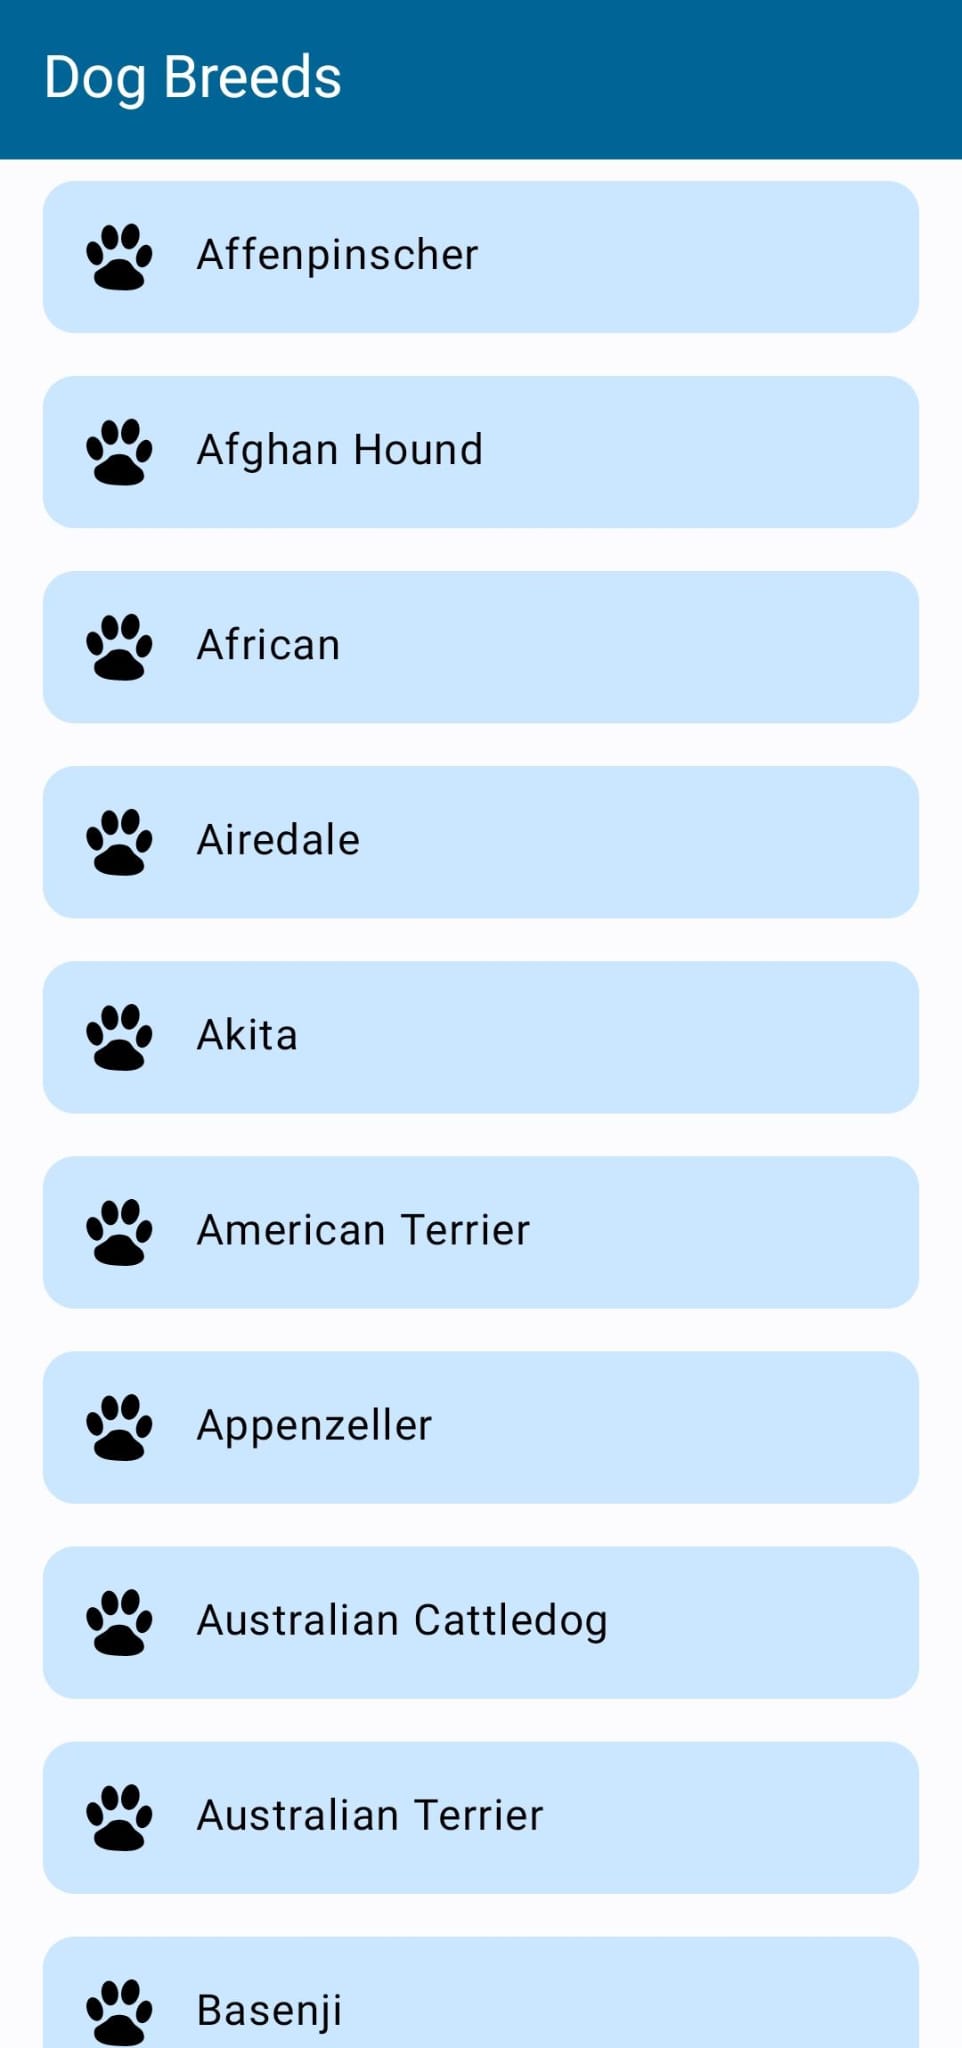 Dog Breeds
Affenpinscher
Afghan Hound
African
Airedale
Akita
American Terrier
Appenzeller
Australian Cattledog
Australian Terrier
Basenji